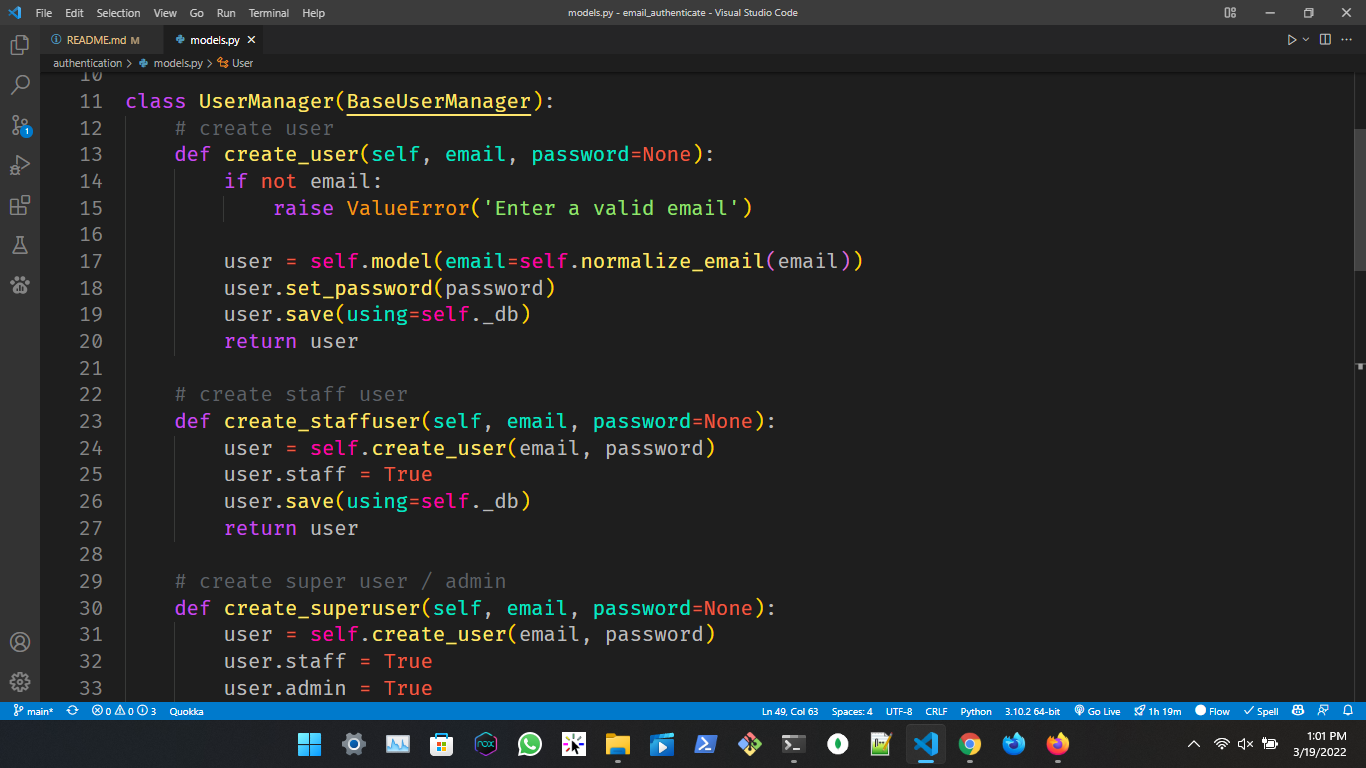 File Edit Selection View Go Run Terminal Help models.py - email_authenticate - Visual Studio Code
README.md M models.py
authentication > models.py > User
10
11 class UserManager(BaseUserManager):
12     # create user
13     def create_user(self, email, password=None):
14         if not email:
15             raise ValueError('Enter a valid email')
16
17         user = self.model(email=self.normalize_email(email))
18         user.set_password(password)
19         user.save(using=self._db)
20         return user
21
22     # create staff user
23     def create_staffuser(self, email, password=None):
24         user = self.create_user(email, password)
25         user.staff = True
26         user.save(using=self._db)
27         return user
28
29     # create super user / admin
30     def create_superuser(self, email, password=None):
31         user = self.create_user(email, password)
32         user.staff = True
33         user.admin = True
1
main* 0 0 3 Quokka Ln 49, Col 63 Spaces: 4 UTF-8 CRLF Python 3.10.2 64-bit Go Live 1h 19m Flow Spell
nox
1:01 PM
3/19/2022